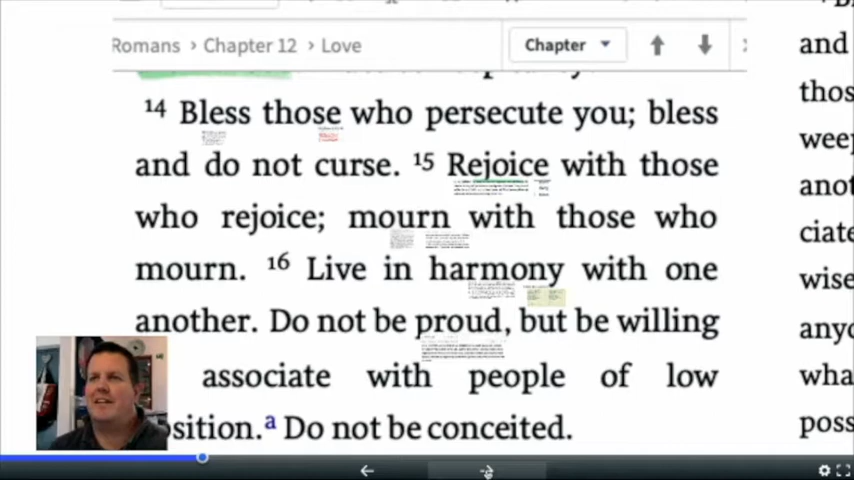 Romans > Chapter 12 > Love
Chapter
14 Bless those who persecute you; bless
and do not curse. 15 Rejoice with those
who rejoice; mourn with those who
mourn. 16 Live in harmony with one
another. Do not be proud, but be willing
associate with people of low
sition.a Do not be conceited.
and
thos
weep
anot
ciate
wise
anyo
wha
poss